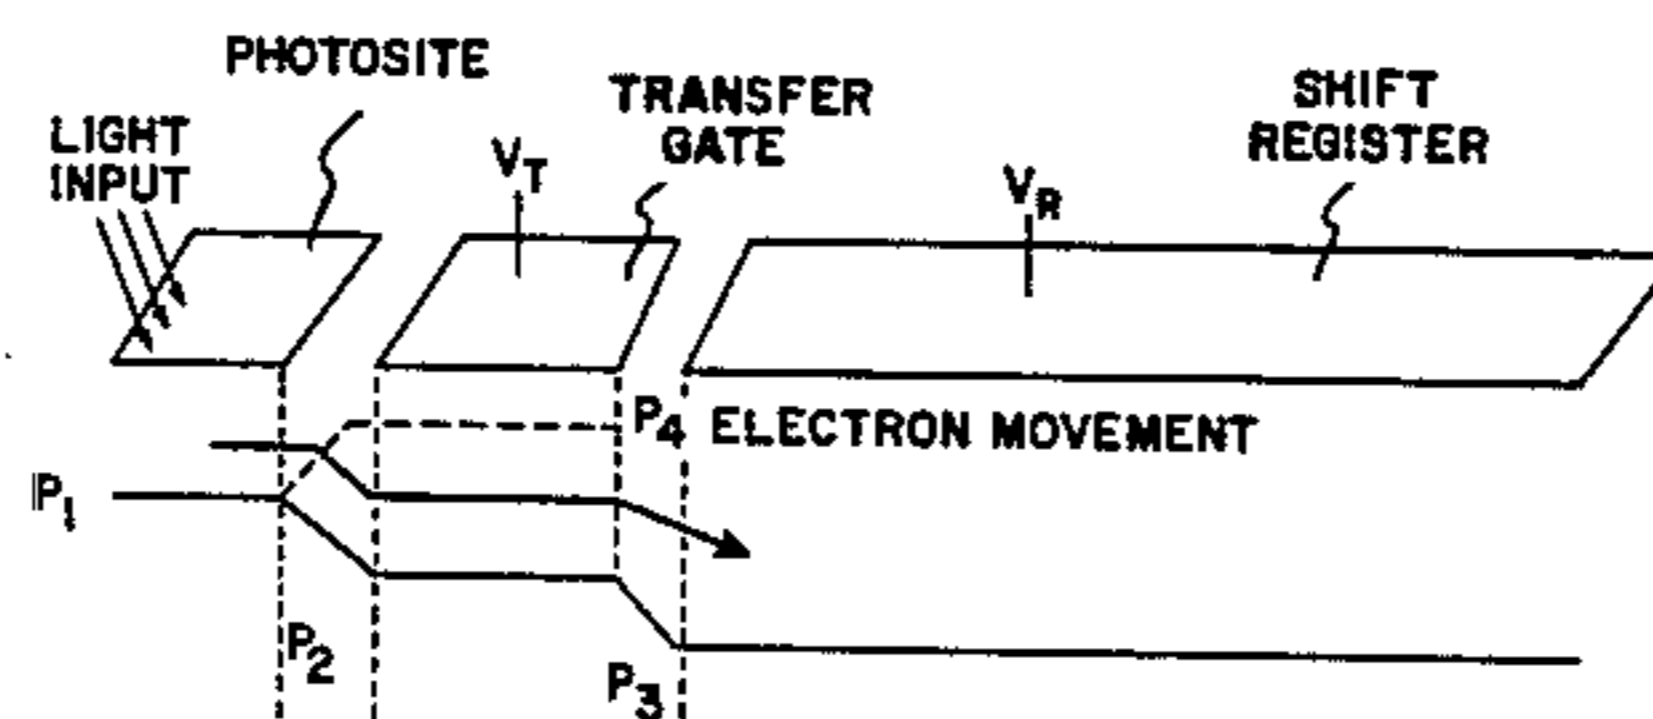 PHOTOSITE
LIGHT
INPUT
V_T
TRANSFER
GATE
V_R
SHIFT
REGISTER
P_4
ELECTRON MOVEMENT
P_1
P_2
P_3